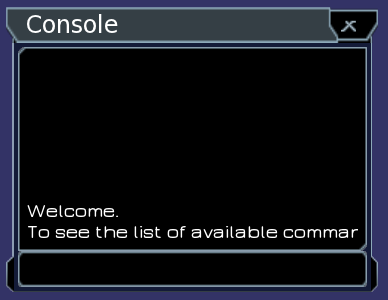 Console
Welcome.
To see the list of available commar